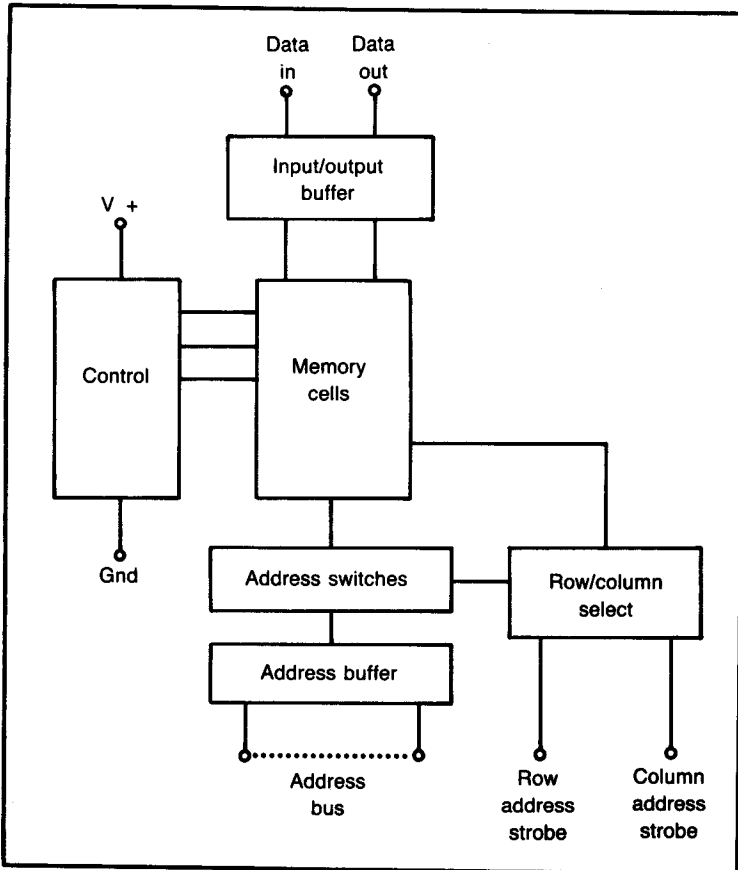 Data
in
Data
out
Input/output
buffer
V +
Control
Memory
cells
Gnd
Address switches
Row/column
select
Address buffer
Address
bus
Row
address
strobe
Column
address
strobe